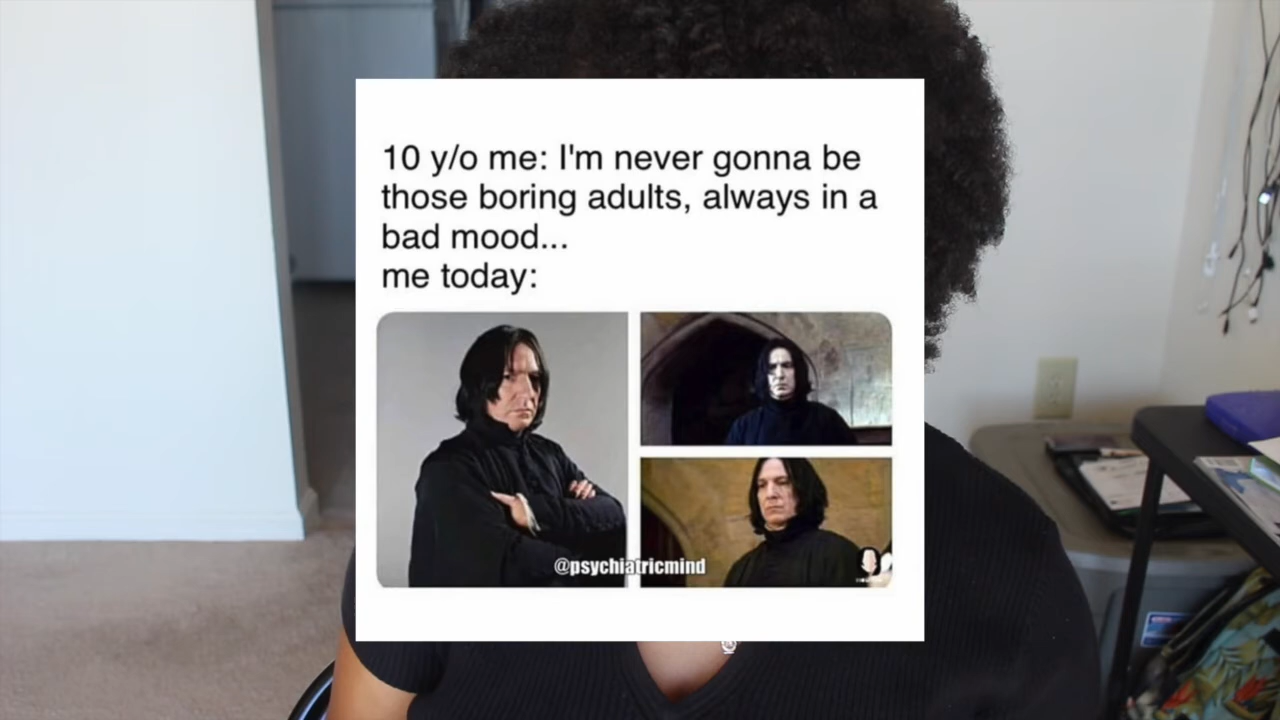 10 y/o me: I'm never gonna be
those boring adults, always in a
bad mood...
me today:
@psychiatricmind